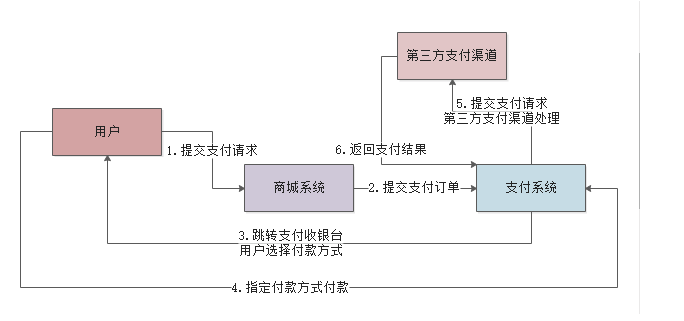 第三方支付渠道
5.提交支付请求
第三方支付渠道处理
用户
1.提交支付请求
6.返回支付结果
商城系统
2.提交支付订单
支付系统
3.跳转支付收银台
用户选择付款方式
4.指定付款方式付款